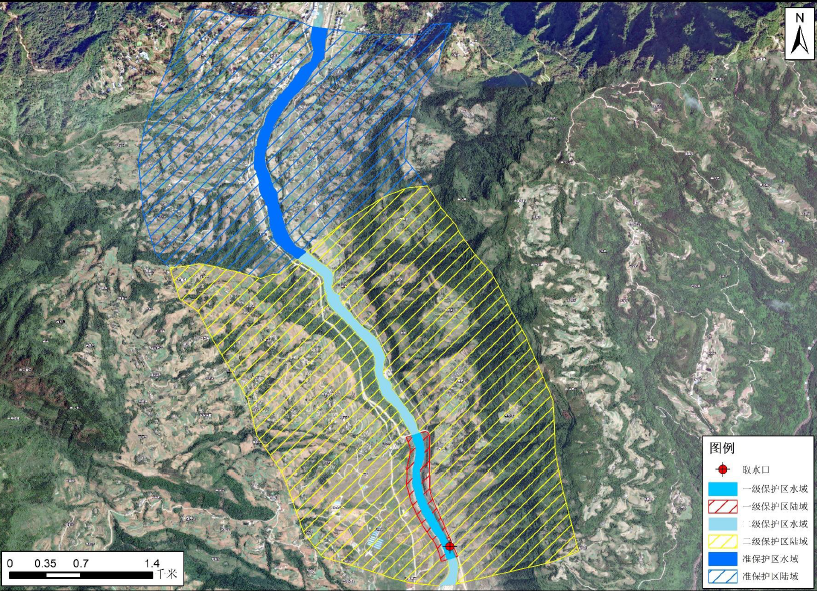 N
图例
取水口
一级保护区水域
一级保护区陆域
二级保护区水域
二级保护区陆域
准保护区水域
准保护区陆域
0 0.35 0.7 1.4
千米